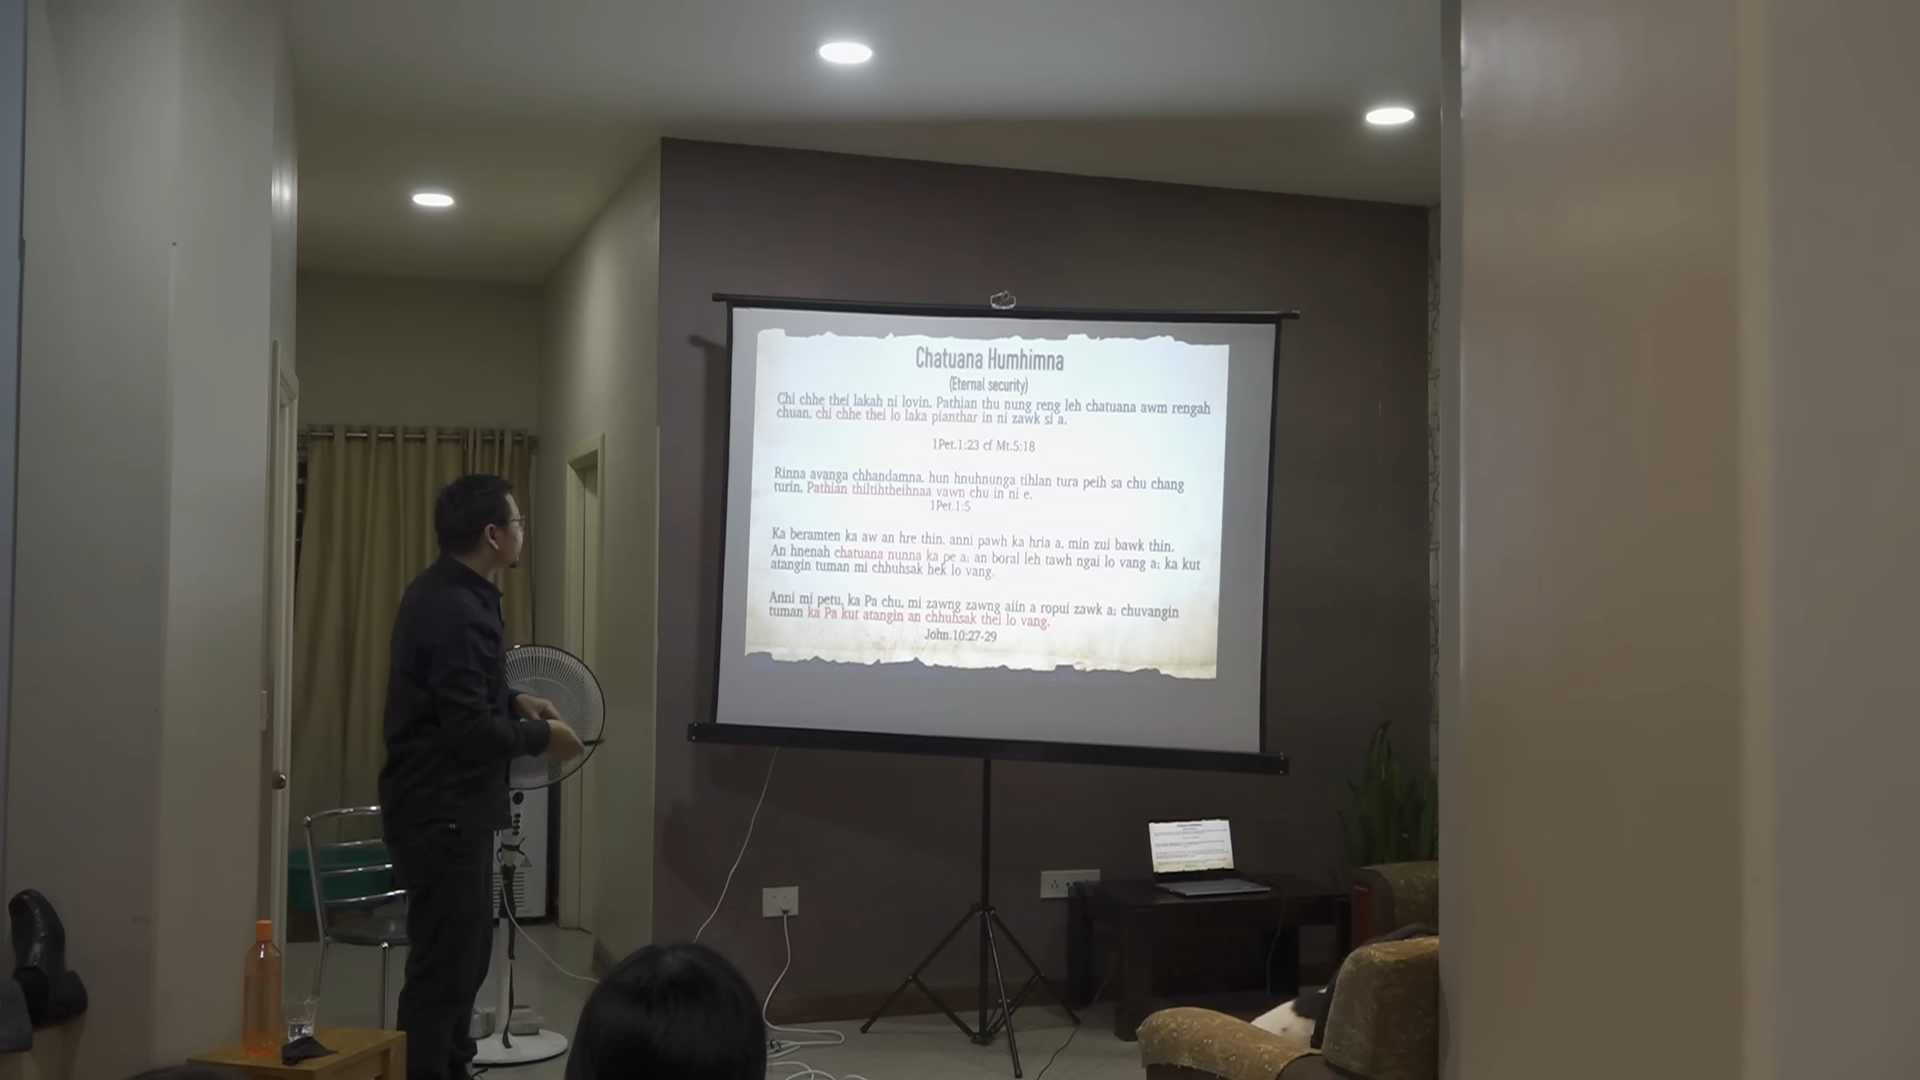 Chatuana Humhimna
(Eternal security)
Chi chhe thei lakah ni lovin, Pathian thu nung reng leh chatuana awm rengah
chuan, chi chhe thei lo laka pianthar in ni zawk si a.
1Pet.1:23 cf Mt.5:18
Rinna avanga chhandamna, hun hnuhnunga tihlan tura peih sa chu chang
turin, Pathian thiltihtheihnaa vawn chu in ni e.
1Pet.1:5
Ka beramten ka aw an hre thin, anni pawh ka hria a, min zui bawk thin.
An hnenah chatuana nunna ka pe a; an boral leh tawh ngai lo vang a; ka kut
atangin tuman mi chhuhsak hek lo vang.
Anni mi petu, ka Pa chu, mi zawng zawng aiin a ropui zawk a; chuvangin
tuman ka Pa kut atangin an chhuhsak thei lo vang.
John.10:27-29